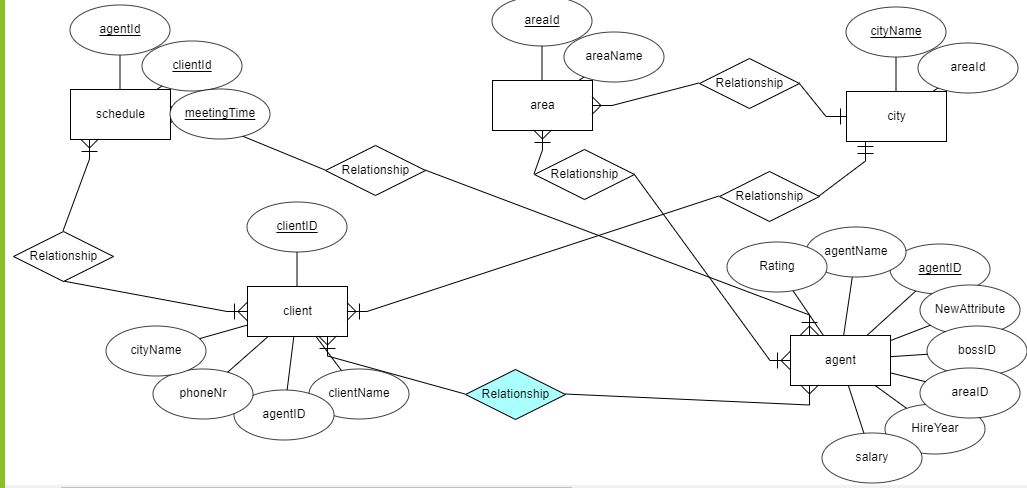 agentId
areaId
cityName
clientId
areaName
areaId
schedule
meetingTime
area
Relationship
city
Relationship
Relationship
Relationship
clientID
Relationship
Rating
agentName
agentID
NewAttribute
client
cityName
agent
bossID
phoneNr
agentID
clientName
Relationship
areaID
HireYear
salary